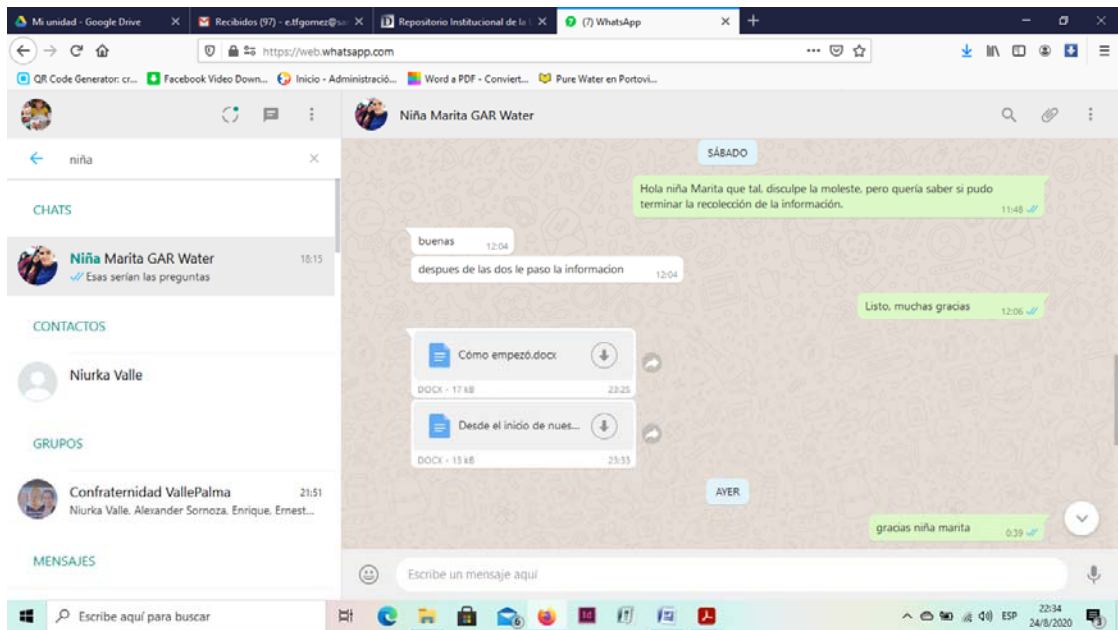 Mi unidad - Google Drive
Recibidos (97) - e.tfgomez@sa
Repositorio Institucional de la U
(7) WhatsApp
https://web.whatsapp.com
QR Code Generator: cr...
Facebook Video Down...
Inicio - Administració...
Word a PDF - Conviert...
Pure Water en Portovi...
niña
CHATS
Niña Marita GAR Water 18:15
Esas serían las preguntas
CONTACTOS
Niurka Valle
GRUPOS
Confraternidad VallePalma 21:51
Niurka Valle, Alexander Sornoza, Enrique, Ernest...
MENSAJES
Niña Marita GAR Water
SÁBADO
Hola niña Marita que tal, disculpe la moleste, pero quería saber si pudo
terminar la recolección de la información.
11:48
buenas 12:04
despues de las dos le paso la informacion 12:04
Listo, muchas gracias 12:06
Cómo empezó.docx
DOCX - 17 kB 23:25
Desde el inicio de nues...
DOCX - 13 kB 23:33
AYER
gracias niña marita 0:39
Escribe un mensaje aquí
Escribe aquí para buscar
ESP
22:34
24/8/2020